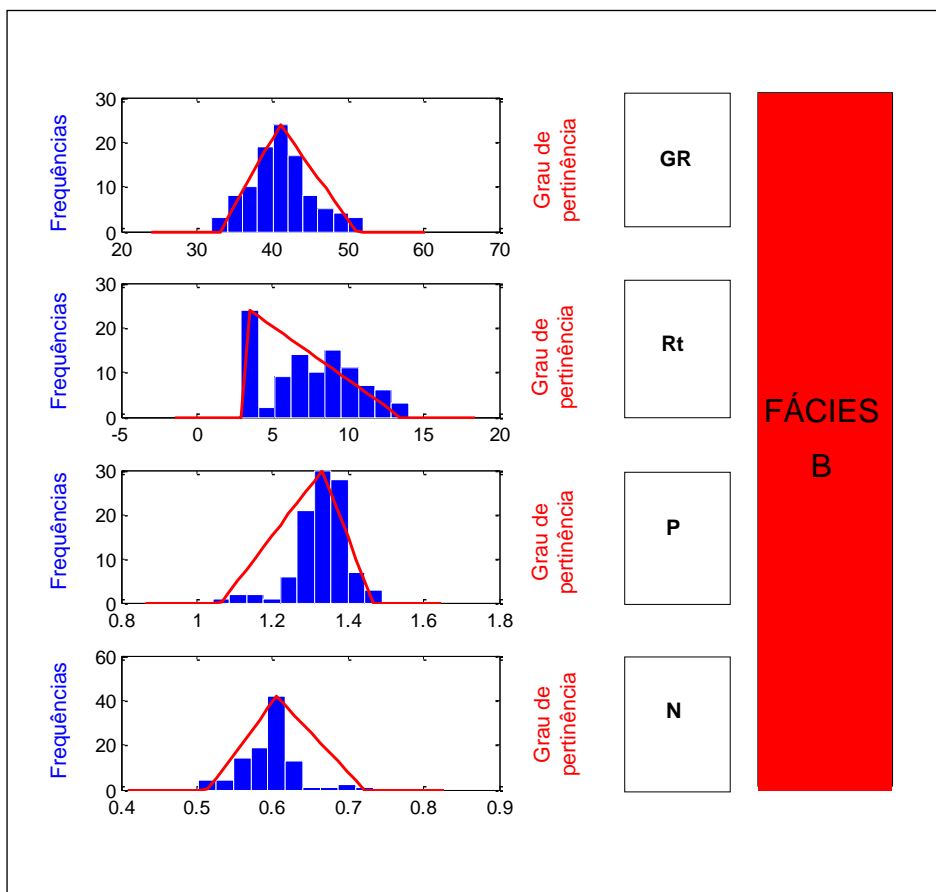 30
20
10
0
20 30 40 50 60 70
Frequências
Grau de
pertinência
GR
30
20
10
0
-5 0 5 10 15 20
Frequências
Grau de
pertinência
Rt
30
20
10
0
0.8 1 1.2 1.4 1.6 1.8
Frequências
Grau de
pertinência
P
60
40
20
0
0.4 0.5 0.6 0.7 0.8 0.9
Frequências
Grau de
pertinência
N
FÁCIES
B